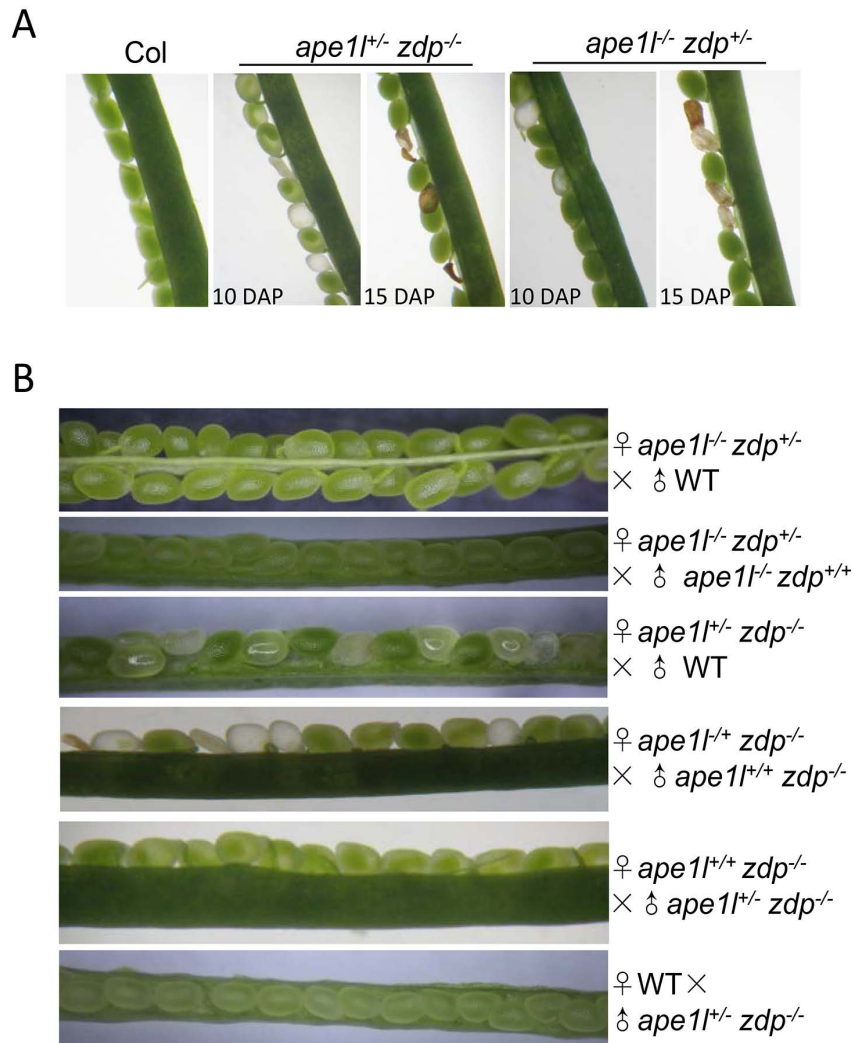 A
Col
ape1l+/- zdp-/-
ape1l-/- zdp+/-
10 DAP
15 DAP
10 DAP
15 DAP
B
♀ ape1l-/- zdp+/-
× ♂ WT
♀ ape1l-/- zdp+/-
× ♂ ape1l-/- zdp+/+
♀ ape1l+/- zdp-/-
× ♂ WT
♀ ape1l-/+ zdp-/-
× ♂ ape1l+/+ zdp-/-
♀ ape1l+/+ zdp-/-
× ♂ ape1l+/- zdp-/-
♀ WT ×
♂ ape1l+/- zdp-/-